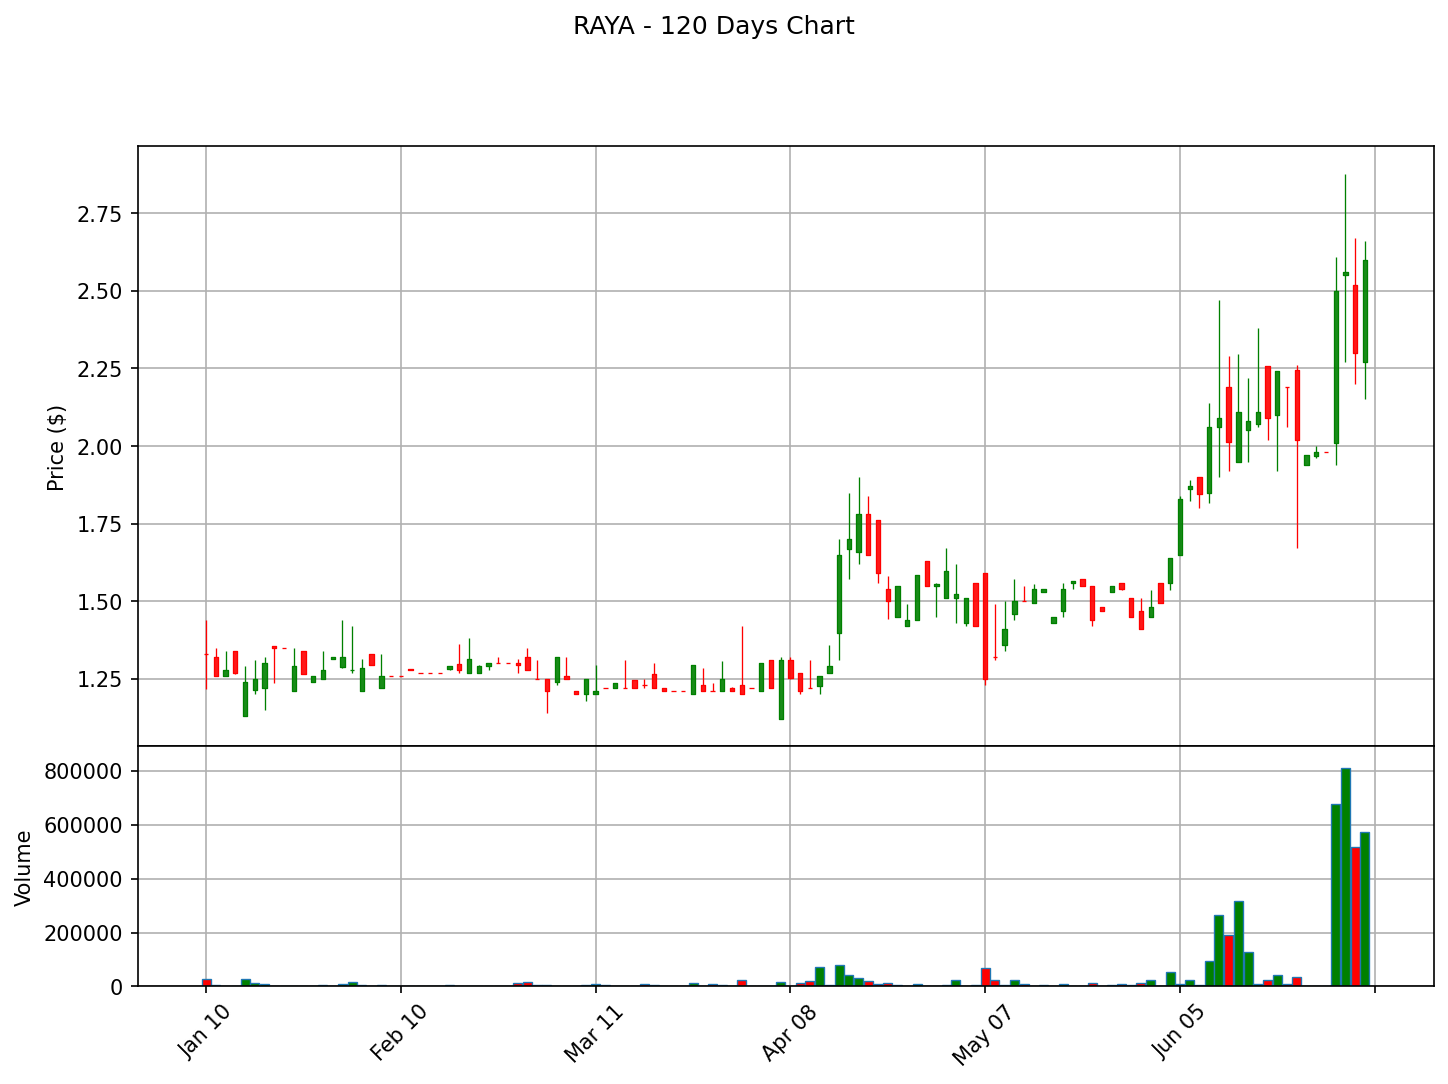 RAYA - 120 Days Chart
Price ($)
2.75
2.50
2.25
2.00
1.75
1.50
1.25
Volume
800000
600000
400000
200000
0
Jan 10
Feb 10
Mar 11
Apr 08
May 07
Jun 05